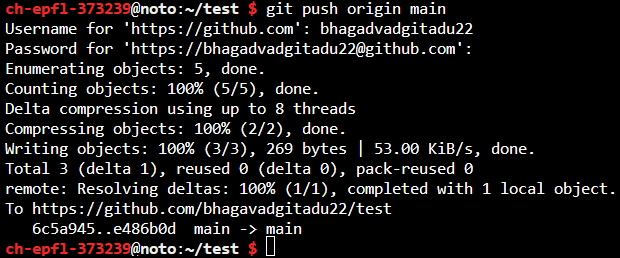 ch-epfl-373239@noto:~/test $ git push origin main
Username for 'https://github.com': bhagadvadgitadu22
Password for 'https://bhagavadgitadu22@github.com':
Enumerating objects: 5, done.
Counting objects: 100% (5/5), done.
Delta compression using up to 8 threads
Compressing objects: 100% (2/2), done.
Writing objects: 100% (3/3), 269 bytes | 53.00 KiB/s, done.
Total 3 (delta 1), reused 0 (delta 0), pack-reused 0
remote: Resolving deltas: 100% (1/1), completed with 1 local object.
To https://github.com/bhagavadgitadu22/test
   6c5a945..e486b0d  main -> main
ch-epfl-373239@noto:~/test $